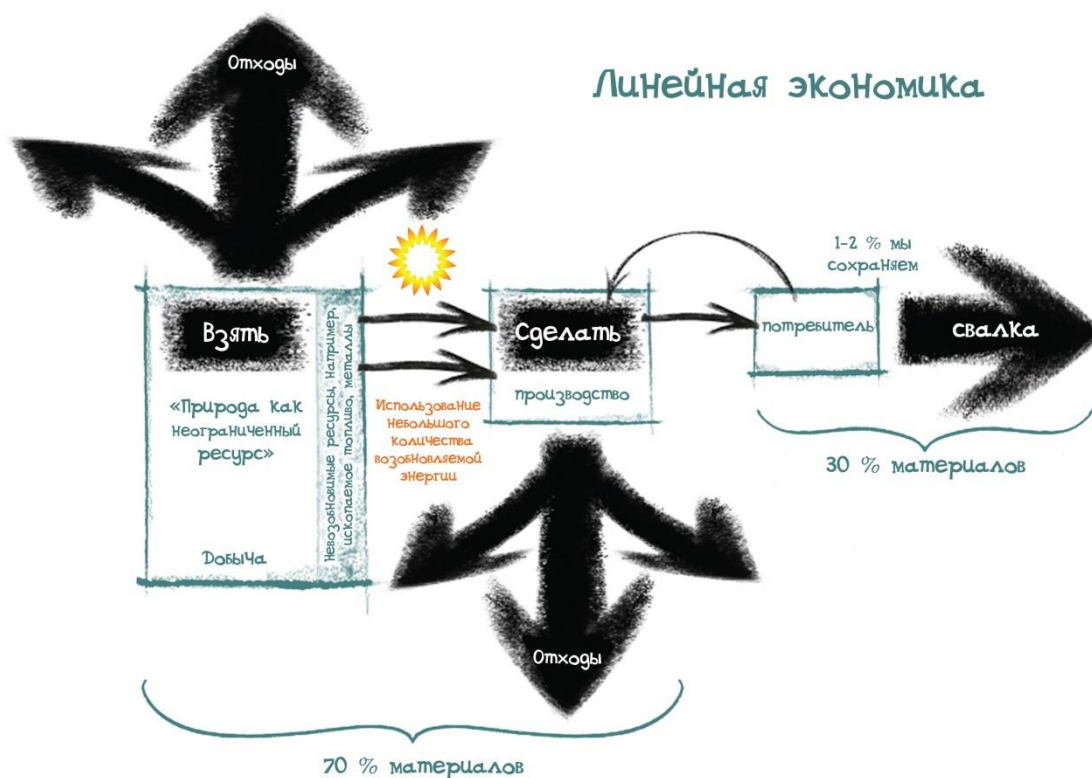 Отходы
Линейная экономика
1-2 % мы
сохраняем
Взять
Сделать
потребитель
свалка
«Природа как
неограниченный
ресурс»
Добыча
Невозобновимые ресурсы, например,
ископаемое топливо, металлы
Использование
небольшого
количества
возобновляемой
энергии
производство
30 % материалов
Отходы
70 % материалов